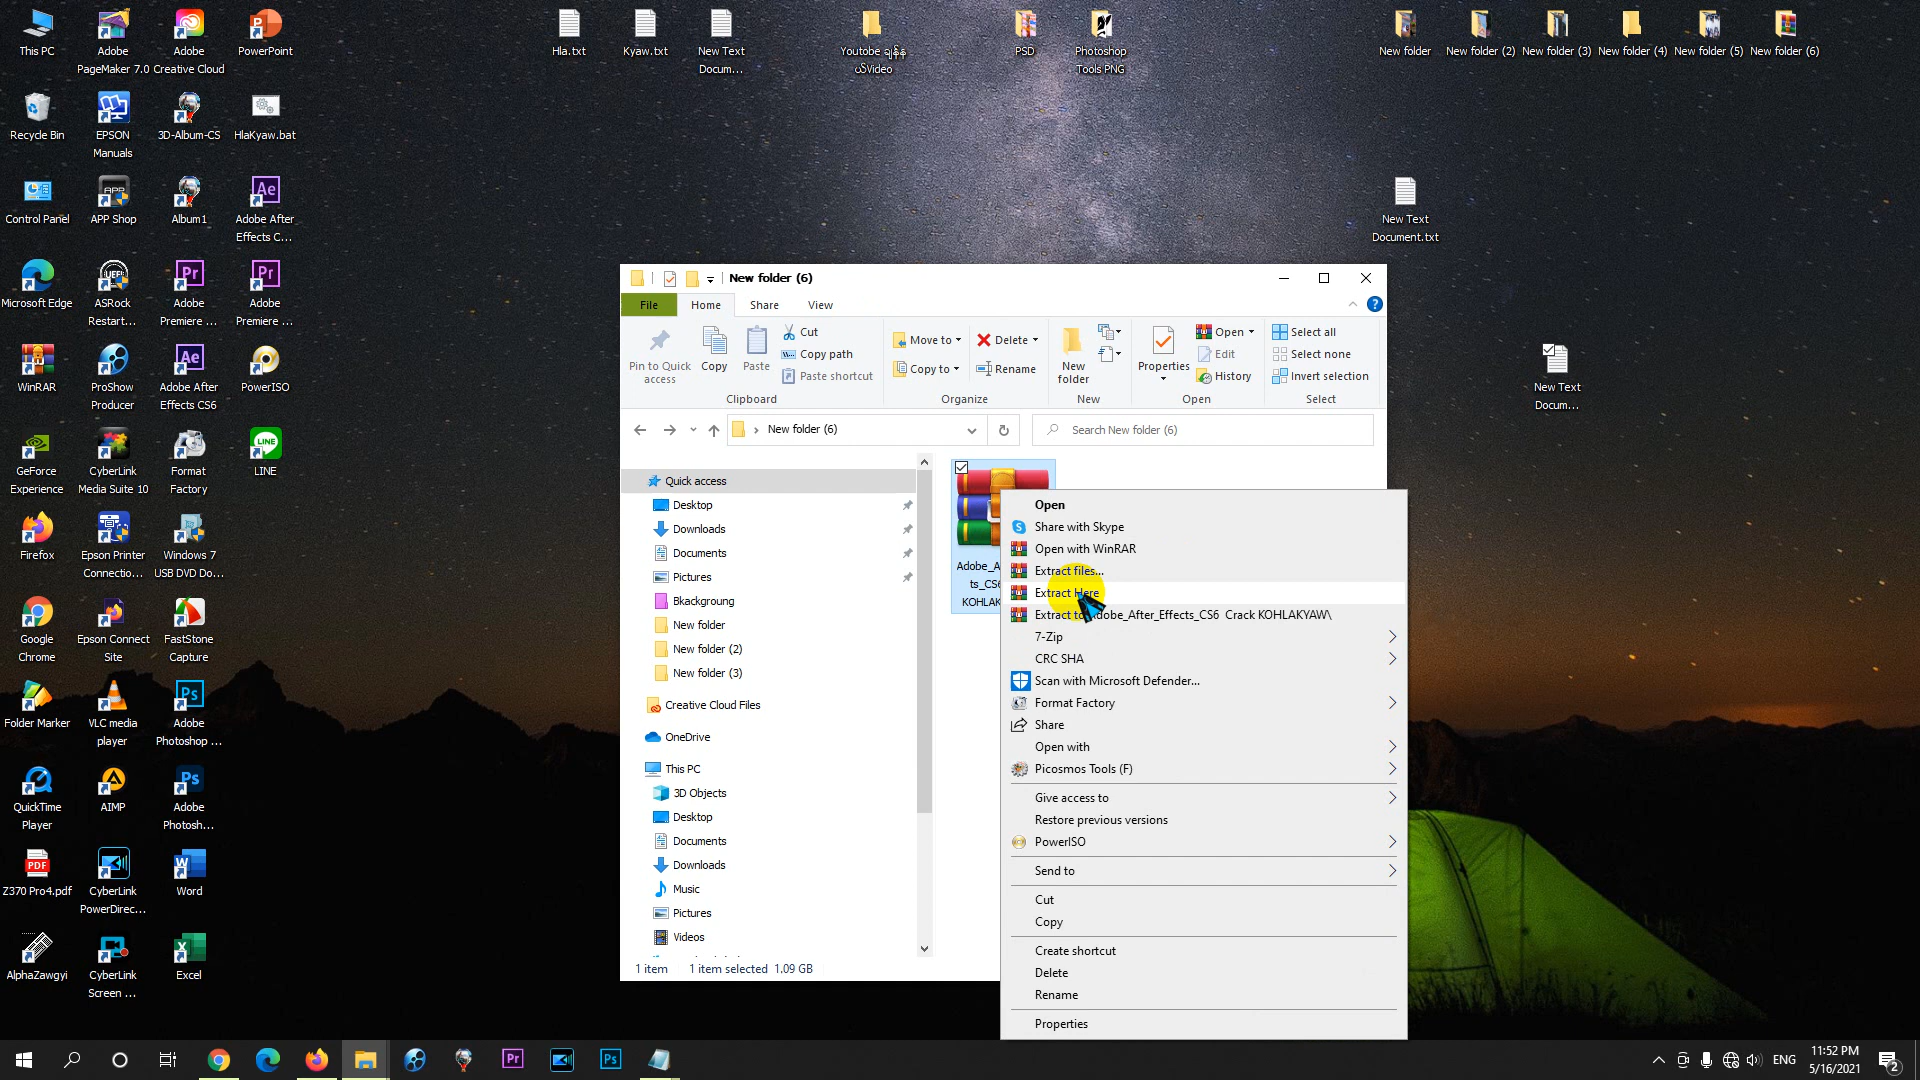 This PC
Adobe
PageMaker 7.0
Adobe
Creative Cloud
PowerPoint
Hla.txt
Kyaw.txt
New Text
Docum...
PSD
Photoshop
Tools PNG
New folder
New folder (2)
New folder (3)
New folder (4)
New folder (5)
New folder (6)
Recycle Bin
EPSON
Manuals
3D-Album-CS
HlaKyaw.bat
Control Panel
APP Shop
Album1
Adobe After
Effects C...
New Text
Document.txt
Microsoft Edge
ASRock
Restart...
Adobe
Premiere ...
Adobe
Premiere ...
WinRAR
ProShow
Producer
Adobe After
Effects CS6
PowerISO
New Text
Docum...
GeForce
Experience
CyberLink
Media Suite 10
Format
Factory
LINE
Firefox
Epson Printer
Connectio...
Windows 7
USB DVD Do...
Google
Chrome
Epson Connect
Site
FastStone
Capture
Folder Marker
VLC media
player
Adobe
Photoshop ...
QuickTime
Player
AIMP
Adobe
Photosh...
Z370 Pro4.pdf
CyberLink
PowerDirec...
Word
AlphaZawgyi
CyberLink
Screen ...
Excel
New folder (6)
File
Home
Share
View
Pin to Quick
access
Copy
Paste
Cut
Copy path
Paste shortcut
Clipboard
Move to
Copy to
Delete
Rename
Organize
New
folder
New
Properties
Open
Edit
History
Open
Select all
Select none
Invert selection
Select
New folder (6)
Search New folder (6)
Quick access
Desktop
Downloads
Documents
Pictures
Bkackgroung
New folder
New folder (2)
New folder (3)
Creative Cloud Files
OneDrive
This PC
3D Objects
Desktop
Documents
Downloads
Music
Pictures
Videos
1 item
1 item selected 1.09 GB
Open
Share with Skype
Open with WinRAR
Extract files...
Extract Here
Extract to Adobe_After_Effects_CS6 Crack KOHLAKYAW\
7-Zip
CRC SHA
Scan with Microsoft Defender...
Format Factory
Share
Open with
Picosmos Tools (F)
Give access to
Restore previous versions
PowerISO
Send to
Cut
Copy
Create shortcut
Delete
Rename
Properties
ENG
11:52 PM
5/16/2021
2